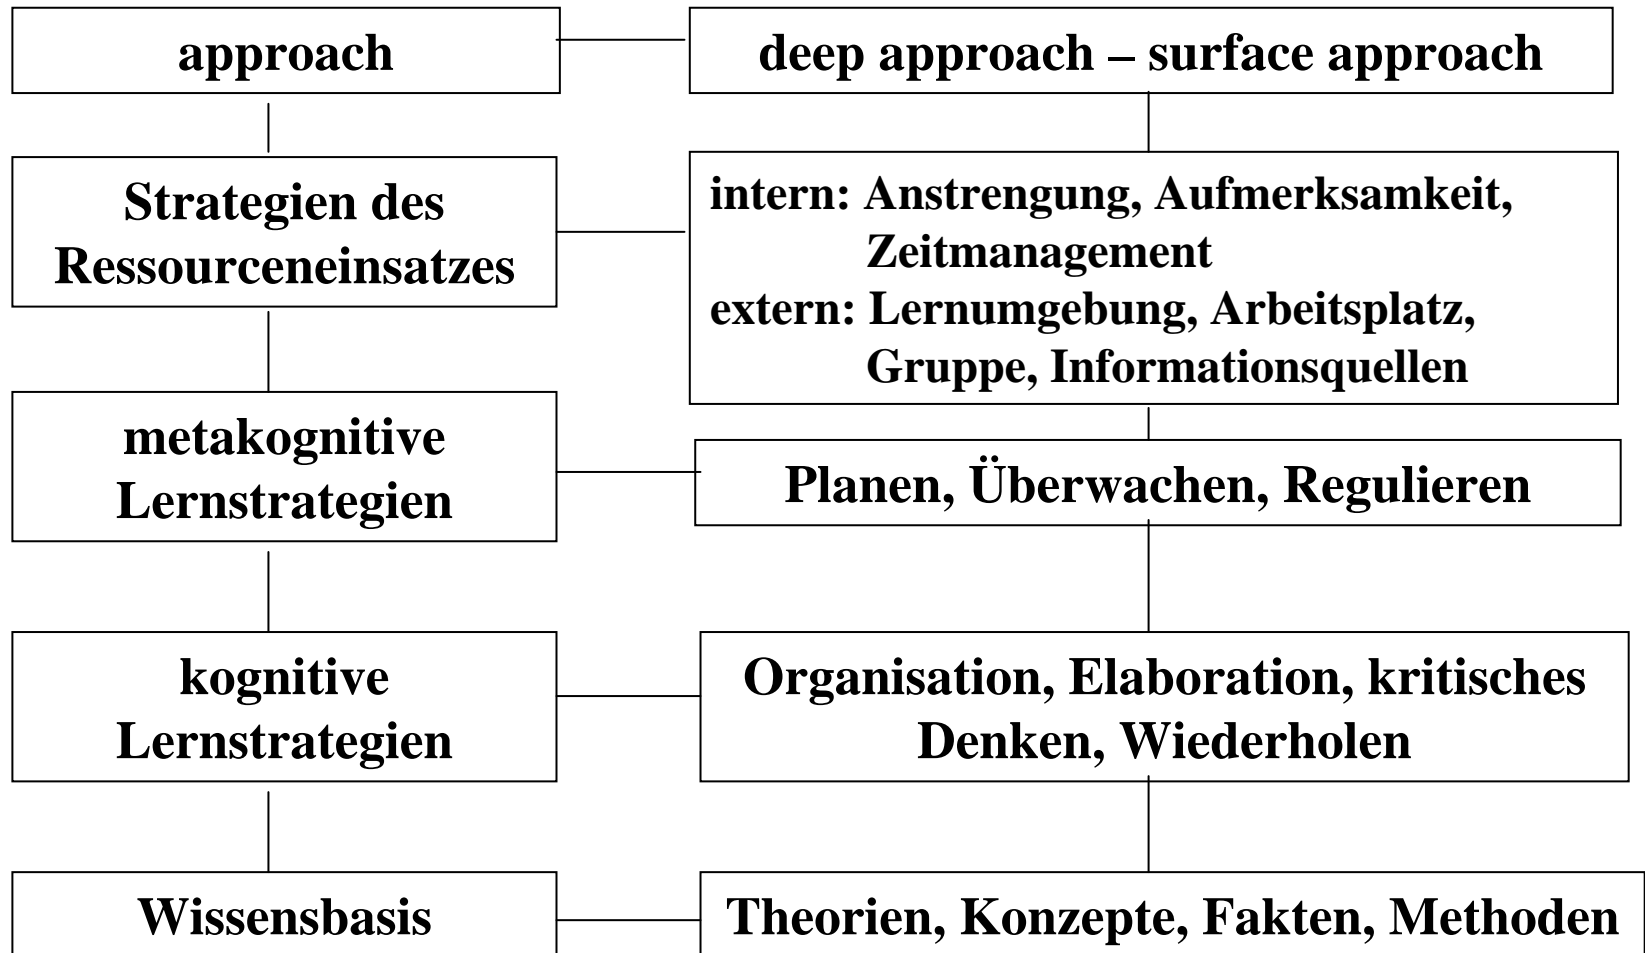 approach
deep approach – surface approach
Strategien des
Ressourceneinsatzes
intern: Anstrengung, Aufmerksamkeit,
Zeitmanagement
extern: Lernumgebung, Arbeitsplatz,
Gruppe, Informationsquellen
metakognitive
Lernstrategien
Planen, Überwachen, Regulieren
kognitive
Lernstrategien
Organisation, Elaboration, kritisches
Denken, Wiederholen
Wissensbasis
Theorien, Konzepte, Fakten, Methoden